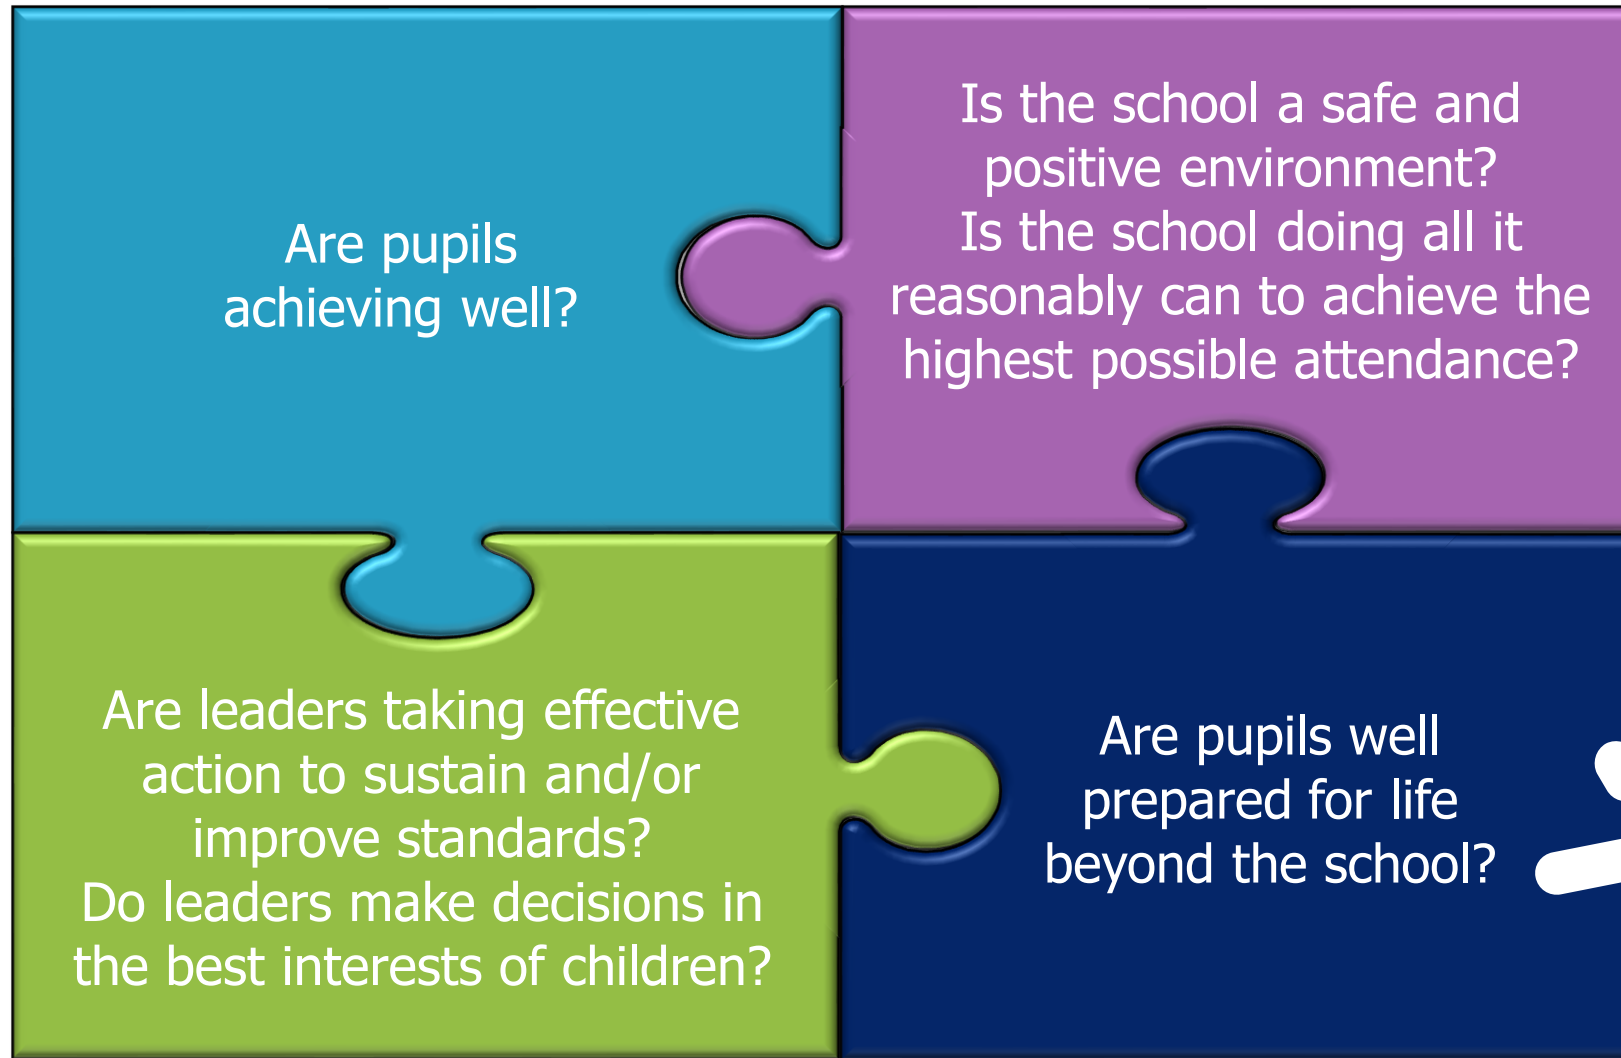 Are pupils
achieving well?
Is the school a safe and
positive environment?
Is the school doing all it
reasonably can to achieve the
highest possible attendance?
Are leaders taking effective
action to sustain and/or
improve standards?
Do leaders make decisions in
the best interests of children?
Are pupils well
prepared for life
beyond the school?